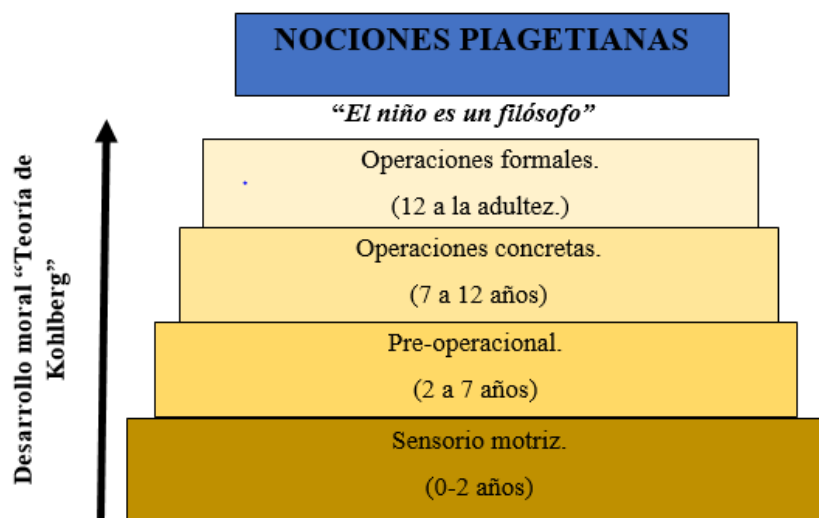 NOCIONES PIAGETIANAS
“El niño es un filósofo”
Operaciones formales.
(12 a la adultez.)
Operaciones concretas.
(7 a 12 años)
Pre-operacional.
(2 a 7 años)
Sensorio motriz.
(0-2 años)
Desarrollo moral “Teoría de
Kohlberg”